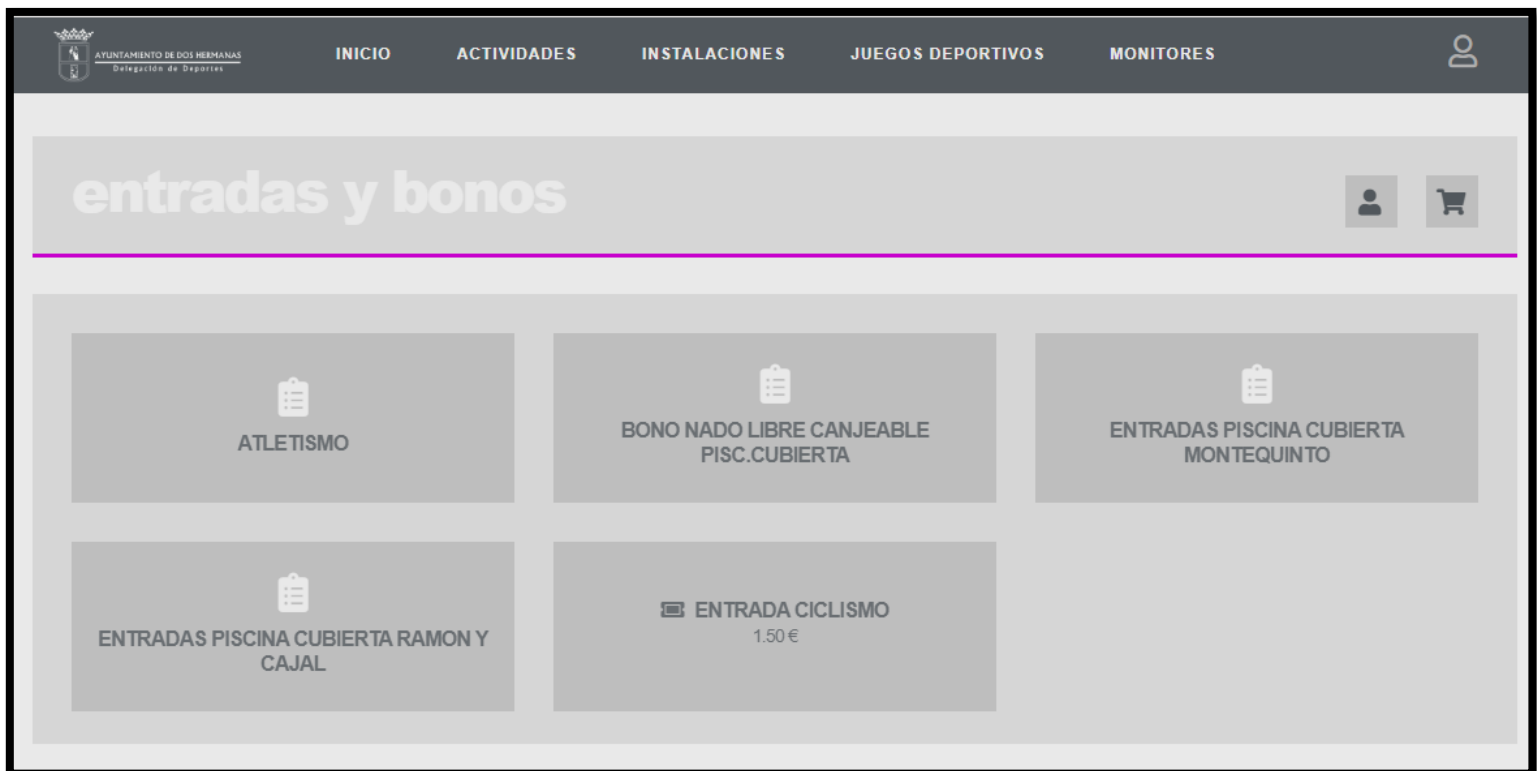 AYUNTAMIENTO DE DOS HERMANAS
Delegación de Deportes
INICIO
ACTIVIDADES
INSTALACIONES
JUEGOS DEPORTIVOS
MONITORES
entradas y bonos
ATLETISMO
BONO NADO LIBRE CANJEABLE
PISC.CUBIERTA
ENTRADAS PISCINA CUBIERTA
MONTEQUINTO
ENTRADAS PISCINA CUBIERTA RAMON Y
CAJAL
ENTRADA CICLISMO
1.50 €